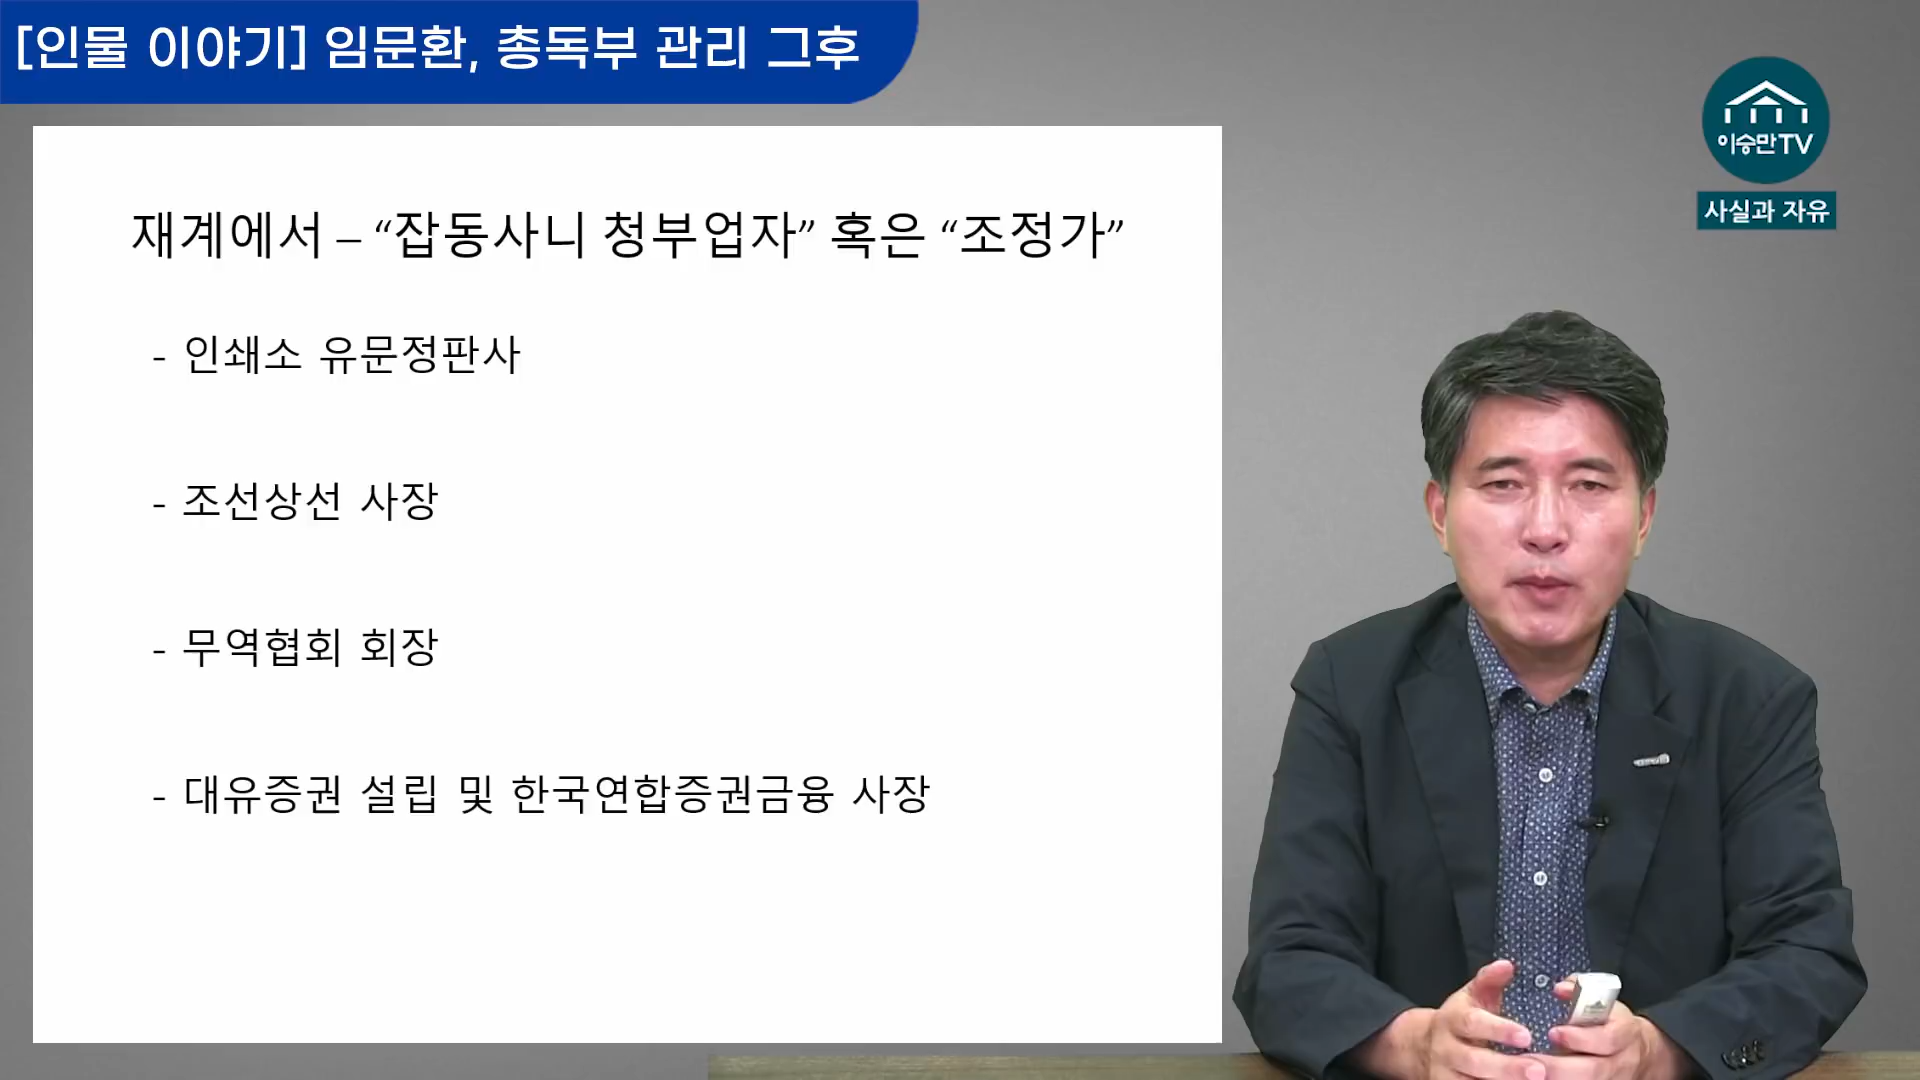 [인물 이야기] 임문환, 총독부 관리 그후
이승만TV
사실과 자유
재계에서 – “잡동사니 청부업자” 혹은 “조정가”
- 인쇄소 유문정판사
- 조선상선 사장
- 무역협회 회장
- 대유증권 설립 및 한국연합증권금융 사장